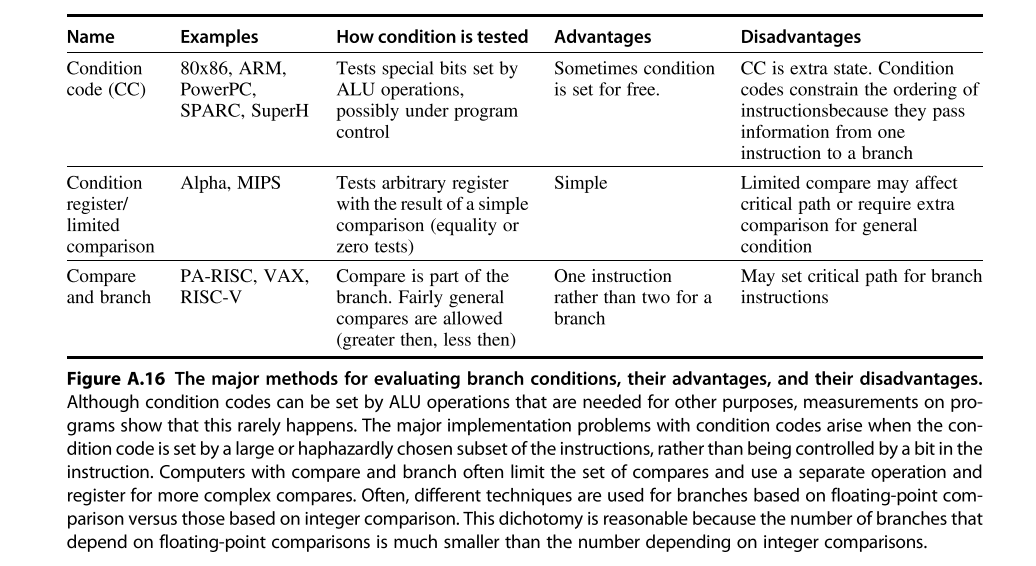 Name Examples How condition is tested Advantages Disadvantages
Condition code (CC) 80x86, ARM, PowerPC, SPARC, SuperH Tests special bits set by ALU operations, possibly under program control Sometimes condition is set for free. CC is extra state. Condition codes constrain the ordering of instructionsbecause they pass information from one instruction to a branch
Condition register/ limited comparison Alpha, MIPS Tests arbitrary register with the result of a simple comparison (equality or zero tests) Simple Limited compare may affect critical path or require extra comparison for general condition
Compare and branch PA-RISC, VAX, RISC-V Compare is part of the branch. Fairly general compares are allowed (greater then, less then) One instruction rather than two for a branch May set critical path for branch instructions
Figure A.16 The major methods for evaluating branch conditions, their advantages, and their disadvantages.
Although condition codes can be set by ALU operations that are needed for other purposes, measurements on pro-
grams show that this rarely happens. The major implementation problems with condition codes arise when the con-
dition code is set by a large or haphazardly chosen subset of the instructions, rather than being controlled by a bit in the
instruction. Computers with compare and branch often limit the set of compares and use a separate operation and
register for more complex compares. Often, different techniques are used for branches based on floating-point com-
parison versus those based on integer comparison. This dichotomy is reasonable because the number of branches that
depend on floating-point comparisons is much smaller than the number depending on integer comparisons.